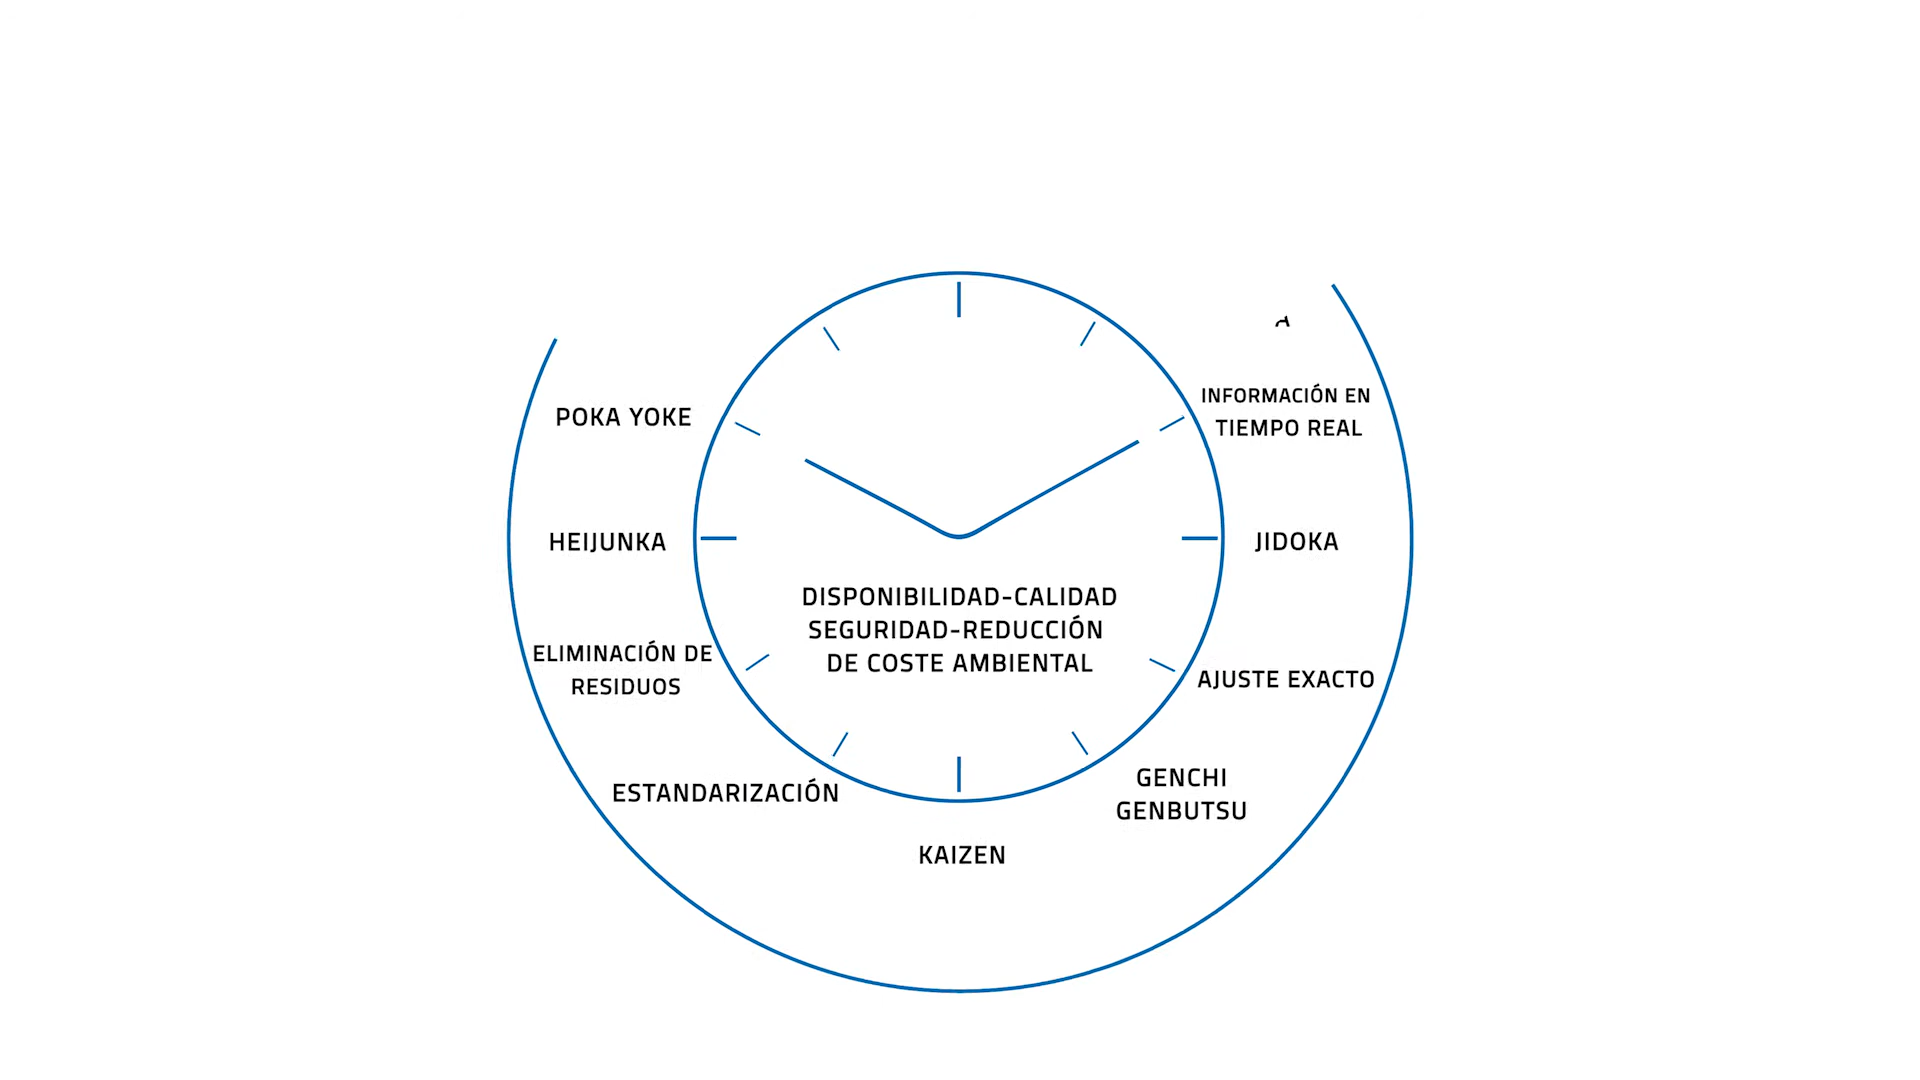 POKA YOKE
INFORMACIÓN EN
TIEMPO REAL
HEIJUNKA
JIDOKA
DISPONIBILIDAD-CALIDAD
SEGURIDAD-REDUCCIÓN
DE COSTE AMBIENTAL
ELIMINACIÓN DE
RESIDUOS
AJUSTE EXACTO
ESTANDARIZACIÓN
GENCHI
GENBUTSU
KAIZEN